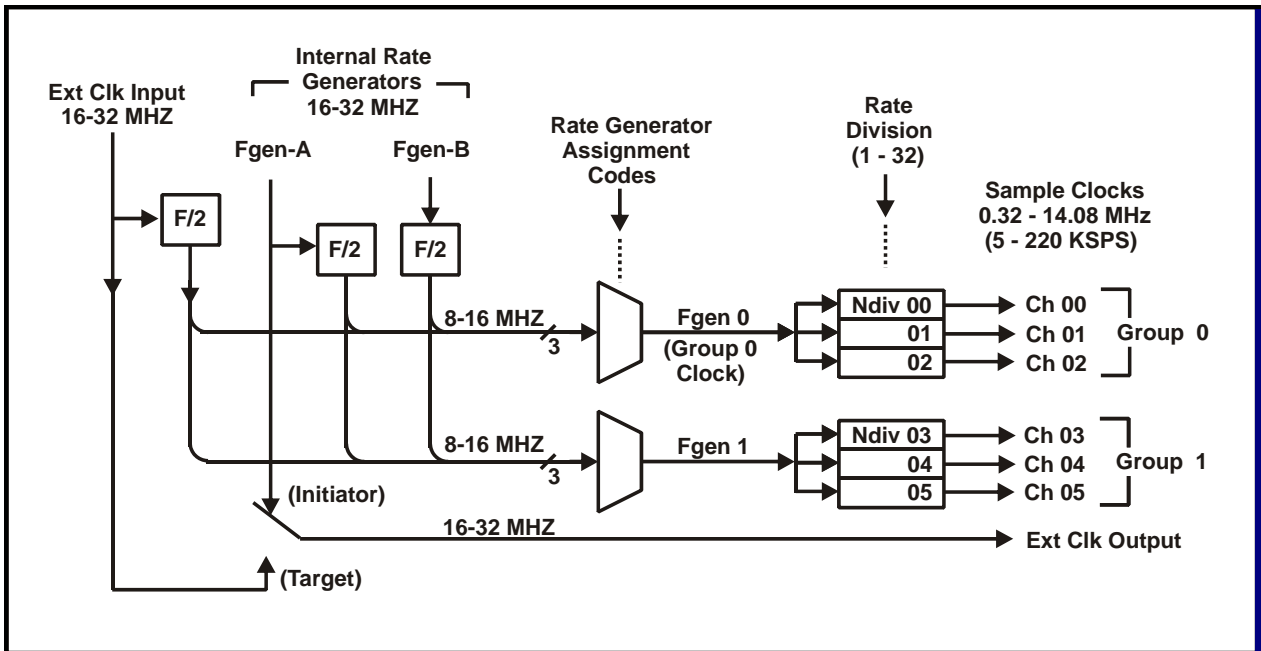 Internal Rate
Generators
16-32 MHZ
Ext Clk Input
16-32 MHZ
Fgen-A
Fgen-B
Rate Generator
Assignment
Codes
Rate
Division
(1 - 32)
Sample Clocks
0.32 - 14.08 MHz
(5 - 220 KSPS)
F/2
F/2
F/2
8-16 MHZ
3
Fgen 0
(Group 0
Clock)
Ndiv 00
01
02
Ch 00
Ch 01
Ch 02
Group 0
8-16 MHZ
3
Fgen 1
Ndiv 03
04
05
Ch 03
Ch 04
Ch 05
Group 1
(Initiator)
16-32 MHZ
Ext Clk Output
(Target)